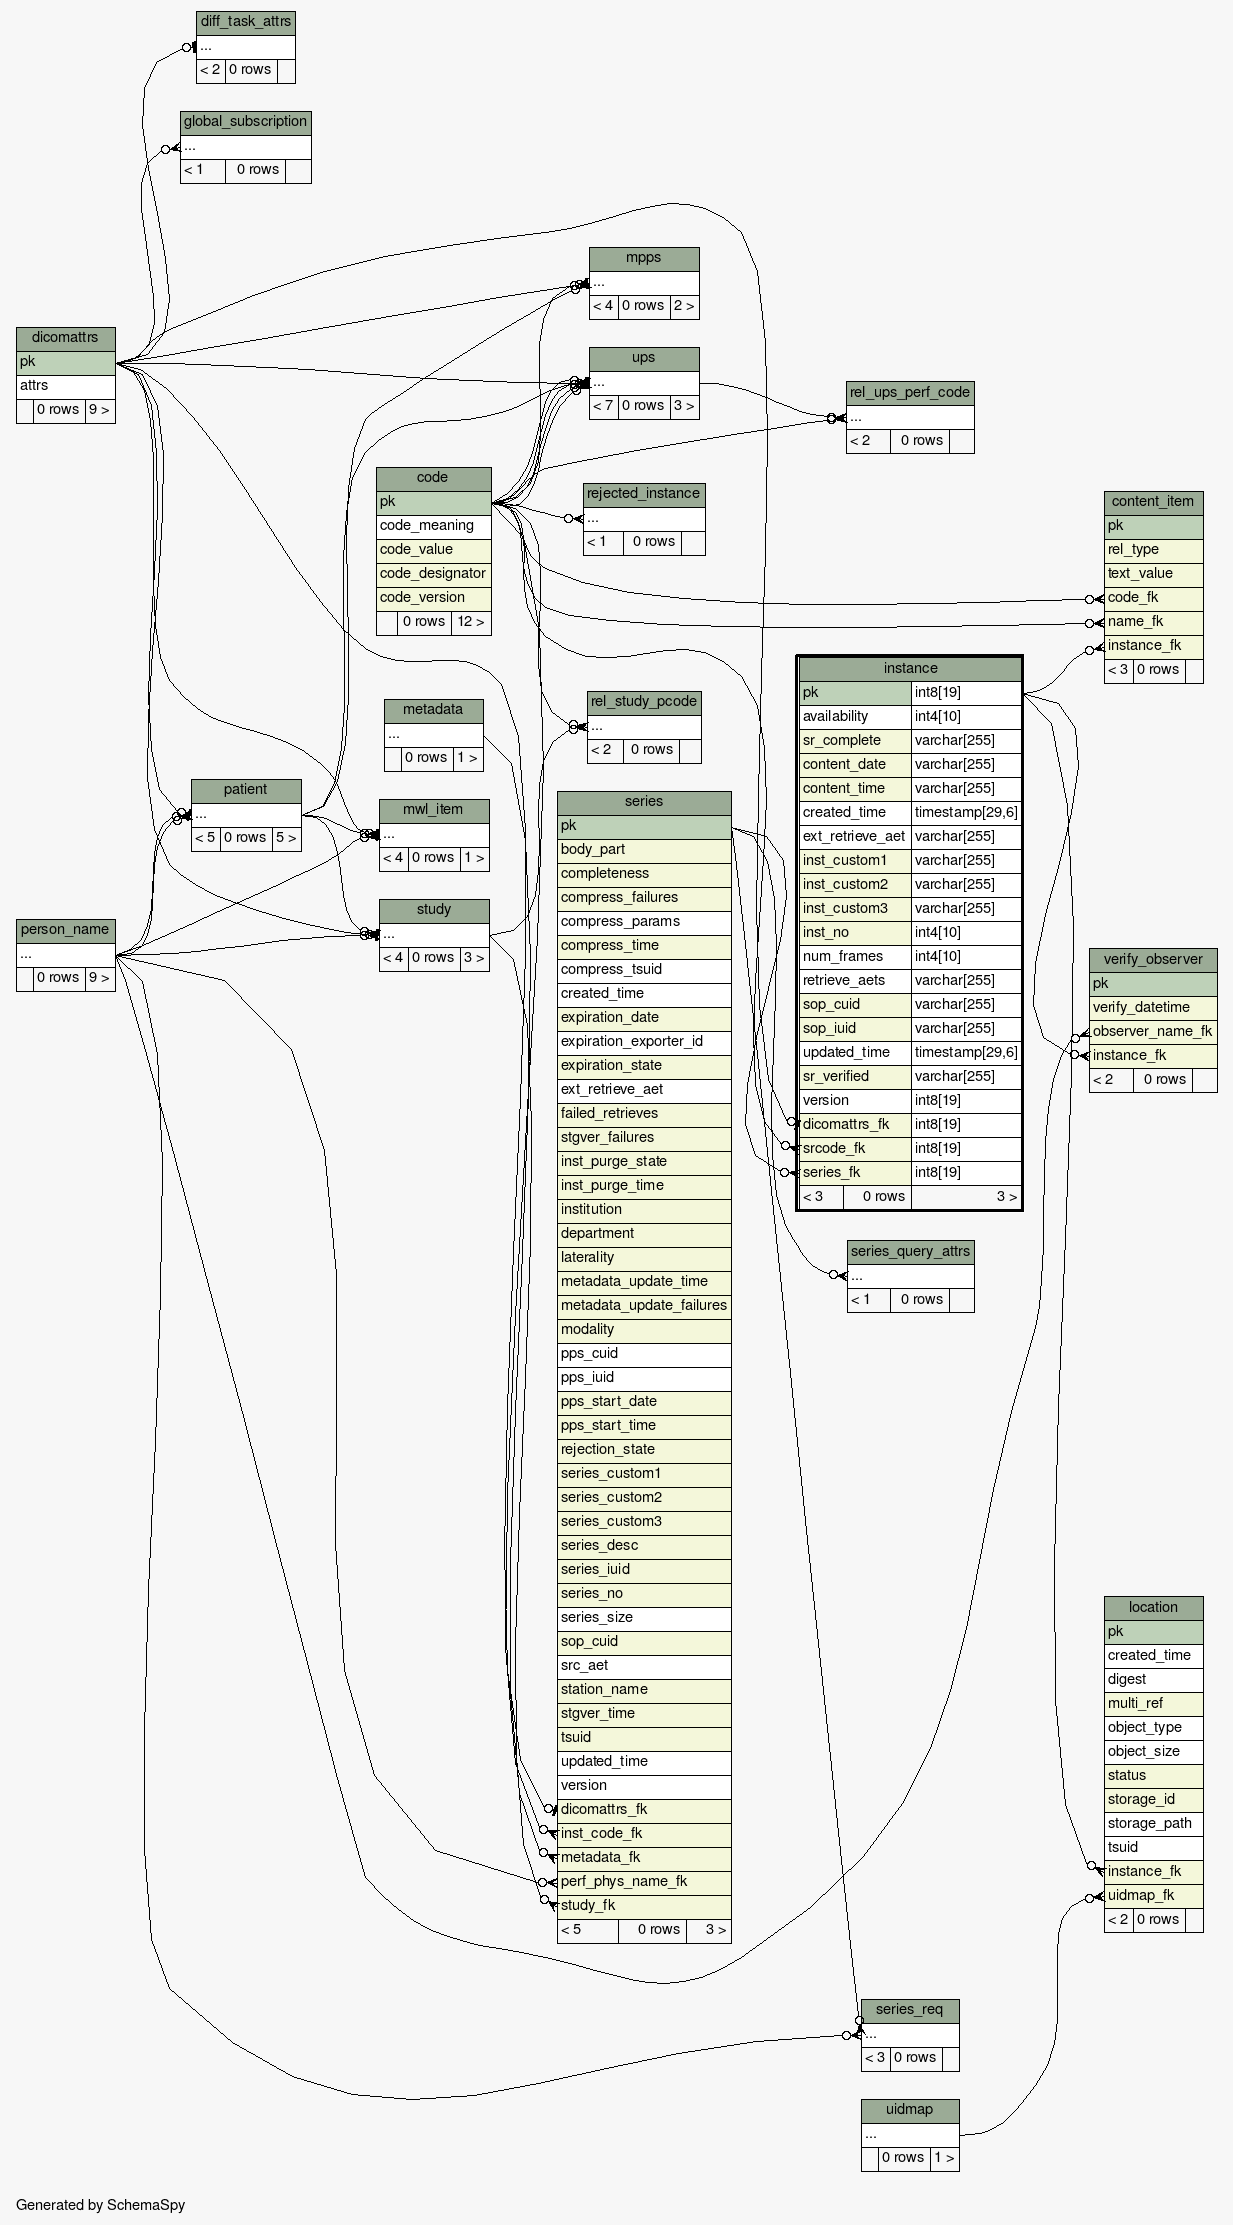 diff_task_attrs
...
< 2 0 rows
global_subscription
...
< 1 0 rows
mpps
...
< 4 0 rows 2 >
dicomattrs
pk
attrs
0 rows 9 >
ups
...
< 7 0 rows 3 >
rel_ups_perf_code
...
< 2 0 rows
code
pk
code_meaning
code_value
code_designator
code_version
0 rows 12 >
rejected_instance
...
< 1 0 rows
content_item
pk
rel_type
text_value
code_fk
name_fk
instance_fk
< 3 0 rows
instance
pk int8[19]
availability int4[10]
sr_complete varchar[255]
content_date varchar[255]
content_time varchar[255]
created_time timestamp[29,6]
ext_retrieve_aet varchar[255]
inst_custom1 varchar[255]
inst_custom2 varchar[255]
inst_custom3 varchar[255]
inst_no int4[10]
num_frames int4[10]
retrieve_aets varchar[255]
sop_cuid varchar[255]
sop_iuid varchar[255]
updated_time timestamp[29,6]
sr_verified varchar[255]
version int8[19]
dicomattrs_fk int8[19]
srcode_fk int8[19]
series_fk int8[19]
< 3 0 rows 3 >
metadata
...
0 rows 1 >
rel_study_pcode
...
< 2 0 rows
patient
...
< 5 0 rows 5 >
mwl_item
...
< 4 0 rows 1 >
study
...
< 4 0 rows 3 >
person_name
...
0 rows 9 >
series
pk
body_part
completeness
compress_failures
compress_params
compress_time
compress_tsuid
created_time
expiration_date
expiration_exporter_id
expiration_state
ext_retrieve_aet
failed_retrieves
stgver_failures
inst_purge_state
inst_purge_time
institution
department
laterality
metadata_update_time
metadata_update_failures
modality
pps_cuid
pps_iuid
pps_start_date
pps_start_time
rejection_state
series_custom1
series_custom2
series_custom3
series_desc
series_iuid
series_no
series_size
sop_cuid
src_aet
station_name
stgver_time
tsuid
updated_time
version
dicomattrs_fk
inst_code_fk
metadata_fk
perf_phys_name_fk
study_fk
< 5 0 rows 3 >
verify_observer
pk
verify_datetime
observer_name_fk
instance_fk
< 2 0 rows
series_query_attrs
...
< 1 0 rows
location
pk
created_time
digest
multi_ref
object_type
object_size
status
storage_id
storage_path
tsuid
instance_fk
uidmap_fk
< 2 0 rows
series_req
...
< 3 0 rows
uidmap
...
0 rows 1 >
Generated by SchemaSpy